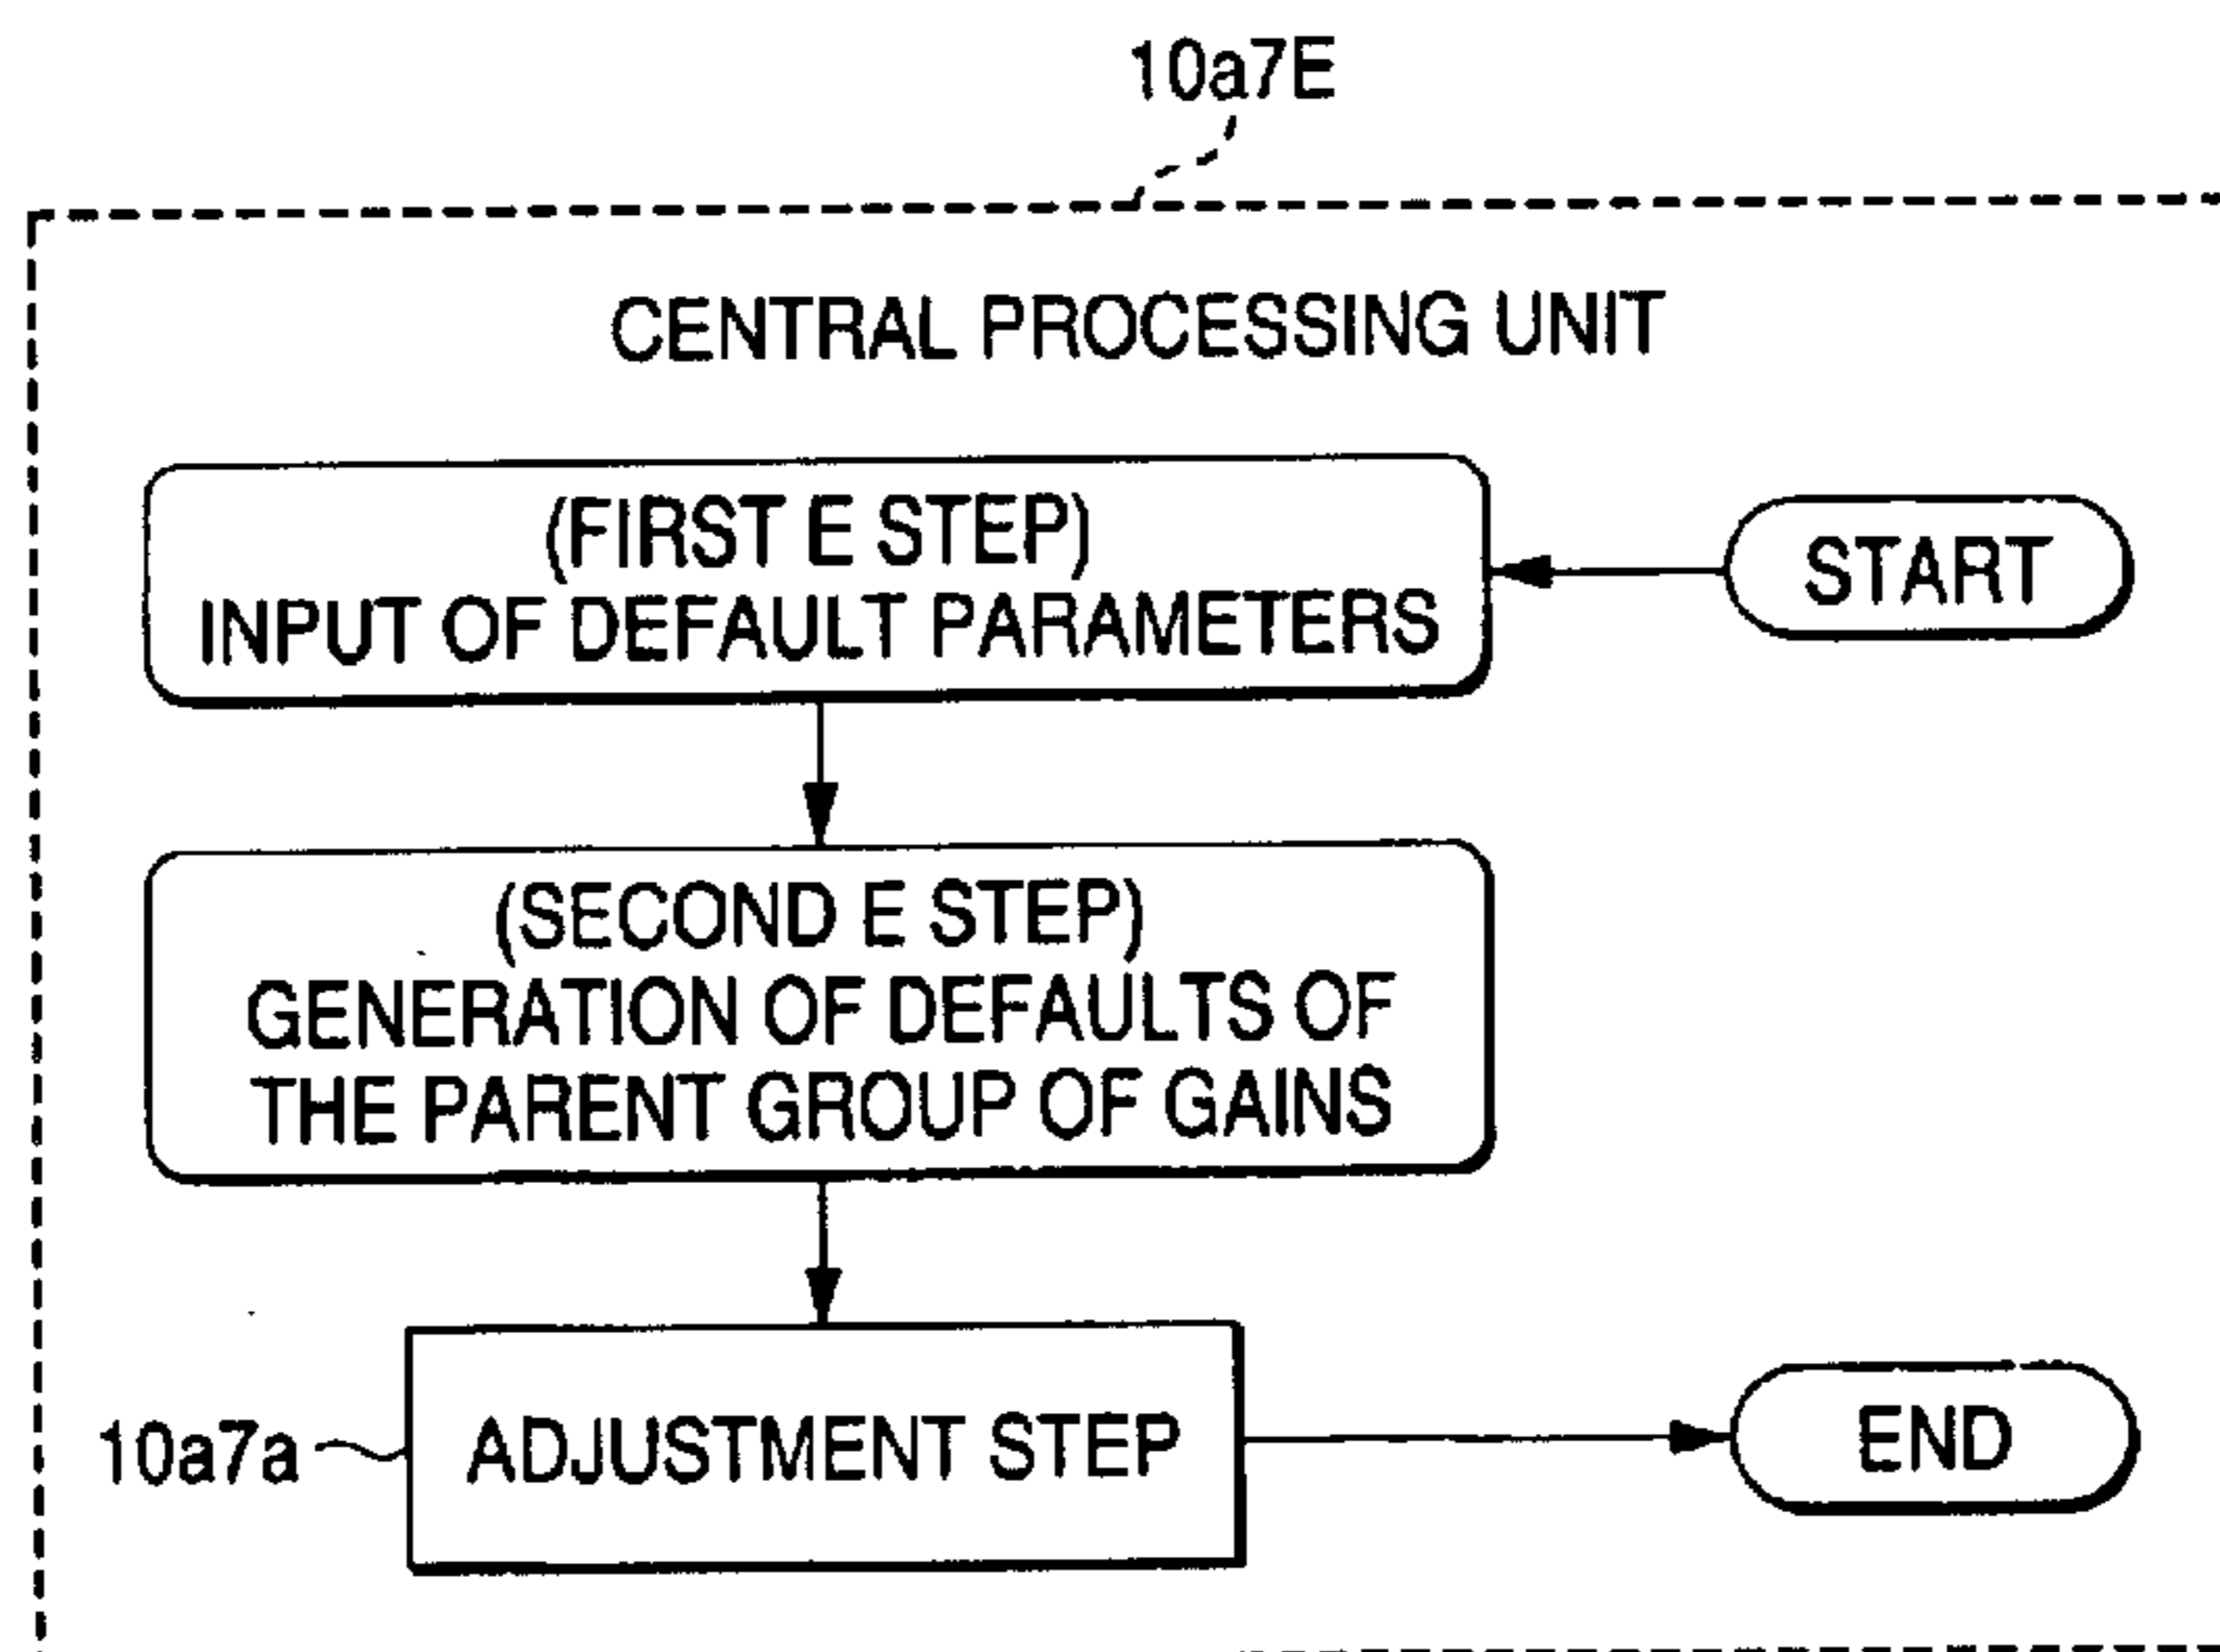 10a7E
CENTRAL PROCESSING UNIT
(FIRST E STEP)
INPUT OF DEFAULT PARAMETERS
START
(SECOND E STEP)
GENERATION OF DEFAULTS OF
THE PARENT GROUP OF GAINS
10a7a
ADJUSTMENT STEP
END